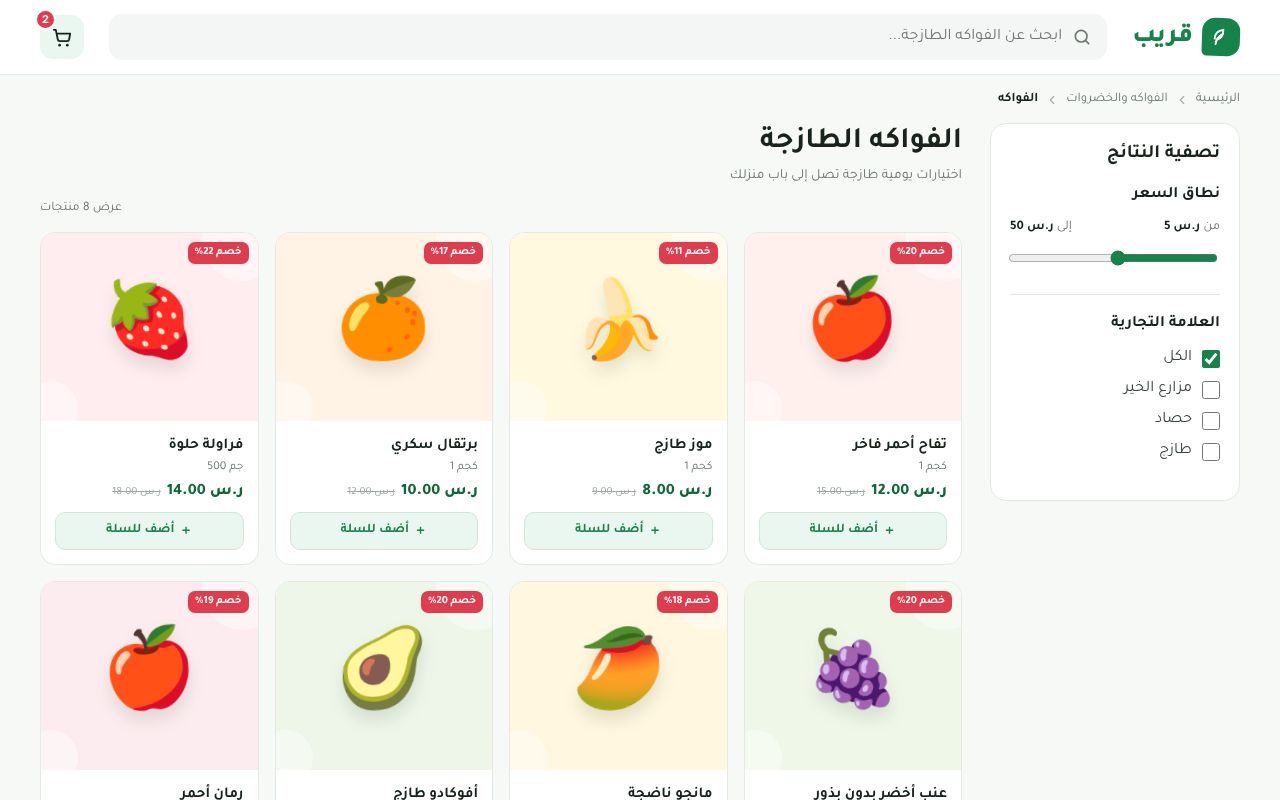 قريب
ابحث عن الفواكه الطازجة...
2
الرئيسية
الفواكه والخضروات
الفواكه
تصفية النتائج
نطاق السعر
من ر.س 5
إلى ر.س 50
العلامة التجارية
الكل
مزارع الخير
حصاد
طازج
الفواكه الطازجة
اختيارات يومية طازجة تصل إلى باب منزلك
عرض 8 منتجات
خصم 20%
تفاح أحمر فاخر
كجم 1
ر.س 12.00 ر.س 15.00
+ أضف للسلة
خصم 11%
موز طازج
كجم 1
ر.س 8.00 ر.س 9.00
+ أضف للسلة
خصم 17%
برتقال سكري
كجم 1
ر.س 10.00 ر.س 12.00
+ أضف للسلة
خصم 22%
فراولة حلوة
جم 500
ر.س 14.00 ر.س 18.00
+ أضف للسلة
خصم 20%
عنب أخضر بدون بذور
خصم 18%
مانجو ناضجة
خصم 20%
أفوكادو طازج
خصم 19%
رمان أحمر